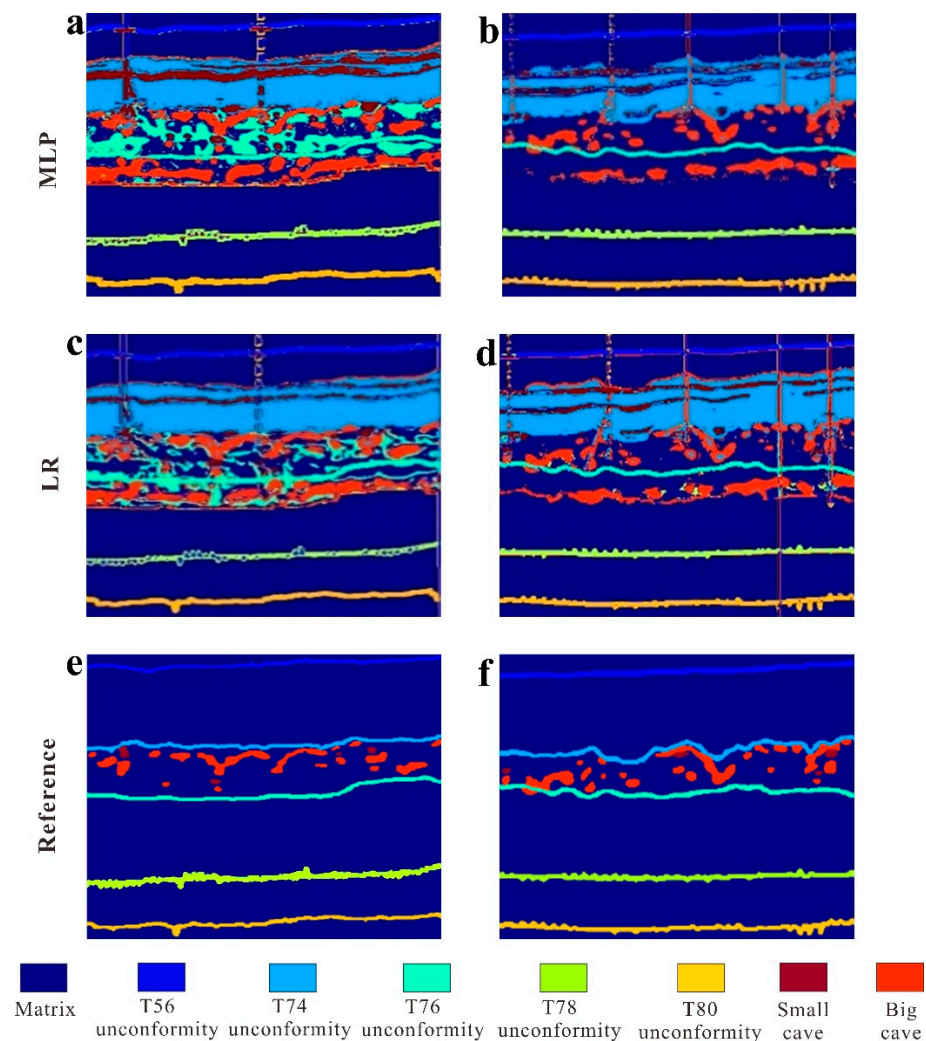 a
b
MLP
c
d
LR
e
f
Reference
Matrix
T56
unconformity
T74
unconformity
T76
unconformity
T78
unconformity
T80
unconformity
Small
cave
Big
cave